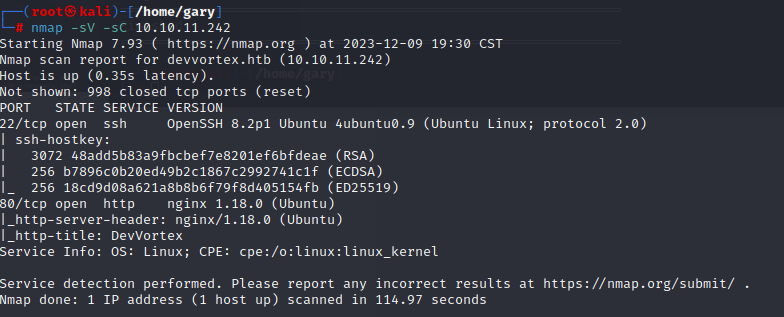 ┌──(root㉿kali)-[/home/gary]
└─# nmap -sV -sC 10.10.11.242
Starting Nmap 7.93 ( https://nmap.org ) at 2023-12-09 19:30 CST
Nmap scan report for devvortex.htb (10.10.11.242)
Host is up (0.35s latency).
Not shown: 998 closed tcp ports (reset)
PORT   STATE SERVICE VERSION
22/tcp open  ssh     OpenSSH 8.2p1 Ubuntu 4ubuntu0.9 (Ubuntu Linux; protocol 2.0)
| ssh-hostkey:
|   3072 48add5b83a9fbcbef7e8201ef6bfdeae (RSA)
|   256 b7896c0b20ed49b2c1867c2992741c1f (ECDSA)
|_  256 18cd9d08a621a8b8b6f79f8d405154fb (ED25519)
80/tcp open  http    nginx 1.18.0 (Ubuntu)
|_http-server-header: nginx/1.18.0 (Ubuntu)
|_http-title: DevVortex
Service Info: OS: Linux; CPE: cpe:/o:linux:linux_kernel

Service detection performed. Please report any incorrect results at https://nmap.org/submit/ .
Nmap done: 1 IP address (1 host up) scanned in 114.97 seconds